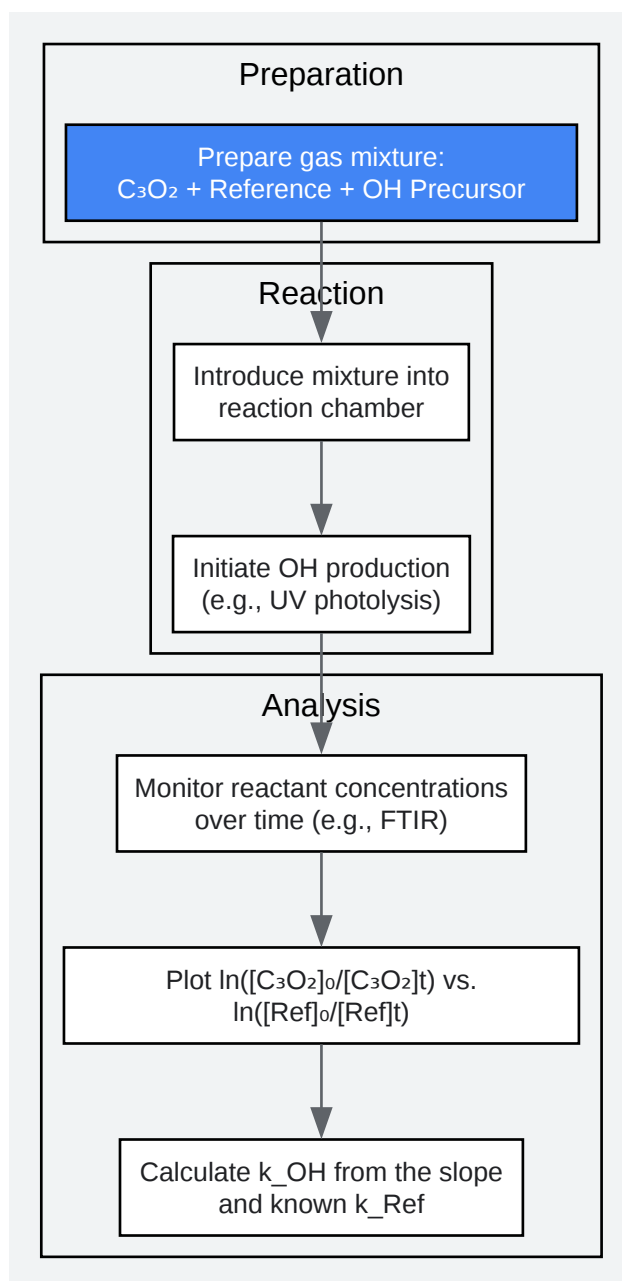 Preparation
Prepare gas mixture:
C₃O₂ + Reference + OH Precursor
Reaction
Introduce mixture into
reaction chamber
Initiate OH production
(e.g., UV photolysis)
Analysis
Monitor reactant concentrations
over time (e.g., FTIR)
Plot ln([C₃O₂]₀/[C₃O₂]t) vs.
ln([Ref]₀/[Ref]t)
Calculate k_OH from the slope
and known k_Ref